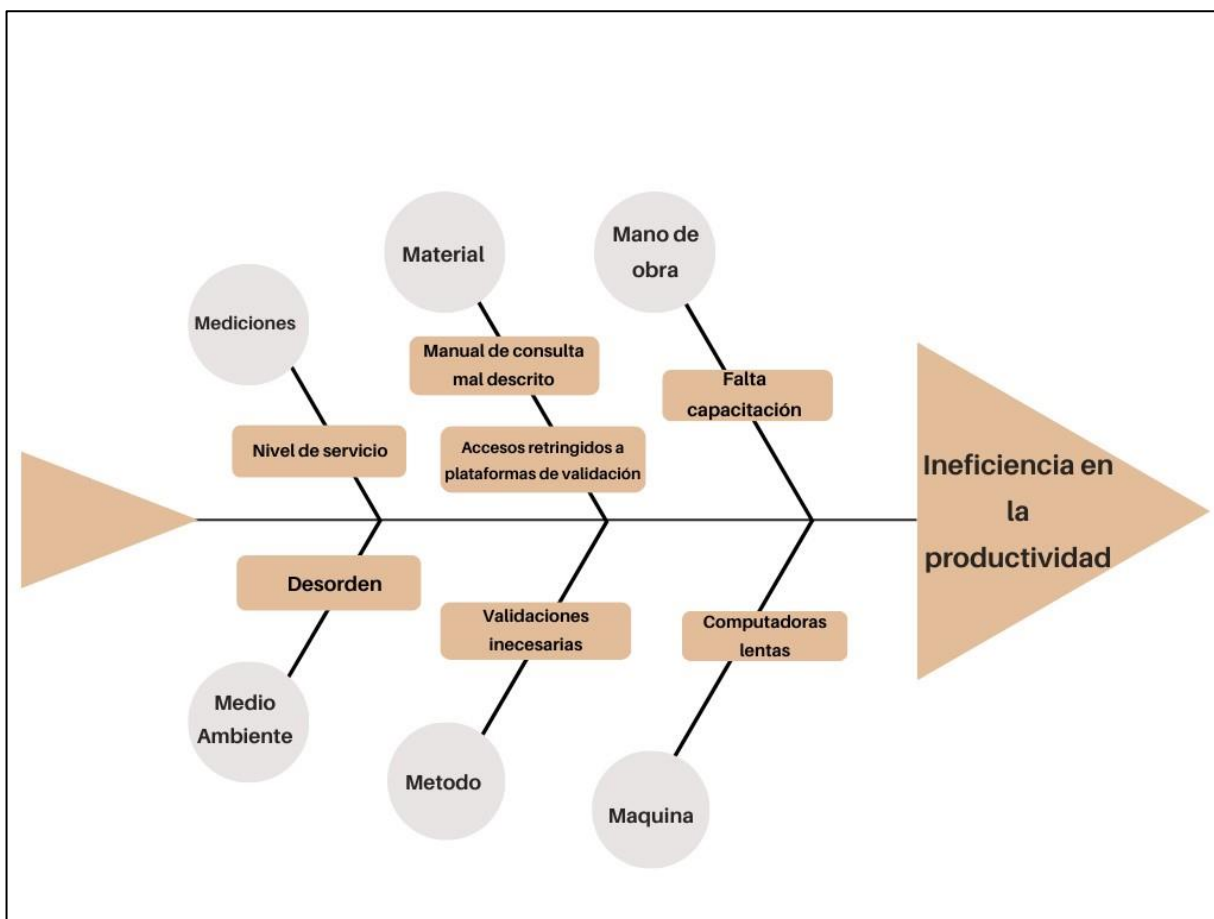 Mediciones
Material
Mano de
obra
Nivel de servicio
Manual de consulta
mal descrito
Accesos retringidos a
plataformas de validación
Falta
capacitación
Ineficiencia en
la
productividad
Desorden
Validaciones
inecesarias
Computadoras
lentas
Medio
Ambiente
Metodo
Maquina